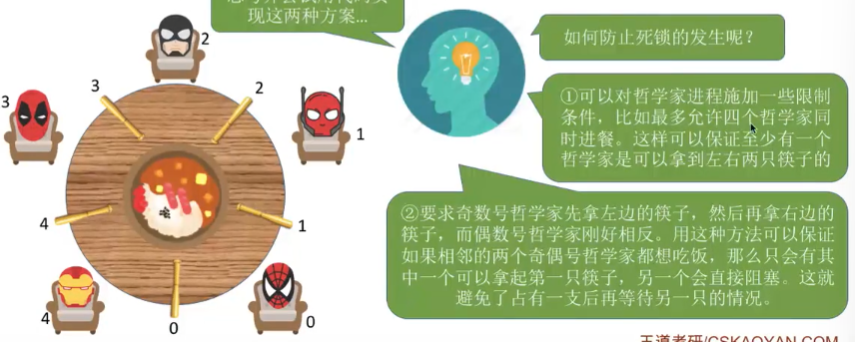 现这两种方案...
如何防止死锁的发生呢?
①可以对哲学家进程施加一些限制
条件,比如最多允许四个哲学家同
时进餐。这样可以保证至少有一个
哲学家是可以拿到左右两只筷子的
②要求奇数号哲学家先拿左边的筷子,然后再拿右边的
筷子,而偶数号哲学家刚好相反。用这种方法可以保证
如果相邻的两个奇偶号哲学家都想吃饭,那么只会有其
中一个可以拿起第一只筷子,另一个会直接阻塞。这就
避免了占有一支后再等待另一只的情况。
2
3
2
3
1
4
1
4
0
0
王道考研/CSKAOYAN.COM